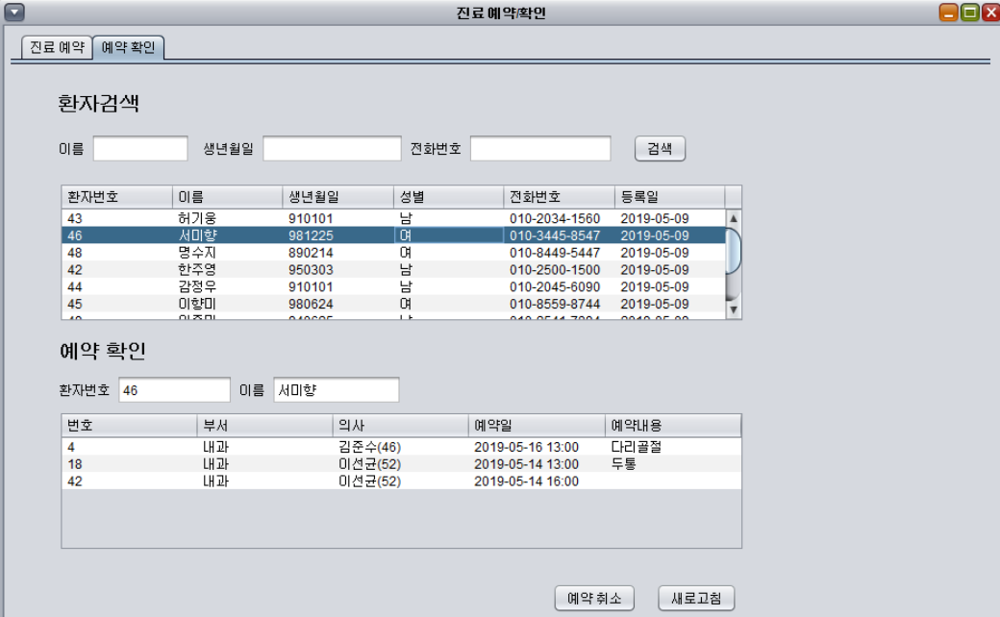 진료 예약/확인
진료 예약 예약 확인
환자검색
이름 생년월일 전화번호 검색
환자번호 이름 생년월일 성별 전화번호 등록일
43 허기웅 910101 남 010-2034-1560 2019-05-09
46 서미향 981225 여 010-3445-8547 2019-05-09
48 명수지 890214 여 010-8449-5447 2019-05-09
42 한주영 950303 남 010-2500-1500 2019-05-09
44 감정우 910101 남 010-2045-6090 2019-05-09
45 이향미 980624 여 010-8559-8744 2019-05-09
예약 확인
환자번호 46 이름 서미향
번호 부서 의사 예약일 예약내용
4 내과 김준수(46) 2019-05-16 13:00 다리골절
18 내과 이선균(52) 2019-05-14 13:00 두통
42 내과 이선균(52) 2019-05-14 16:00
예약 취소 새로고침